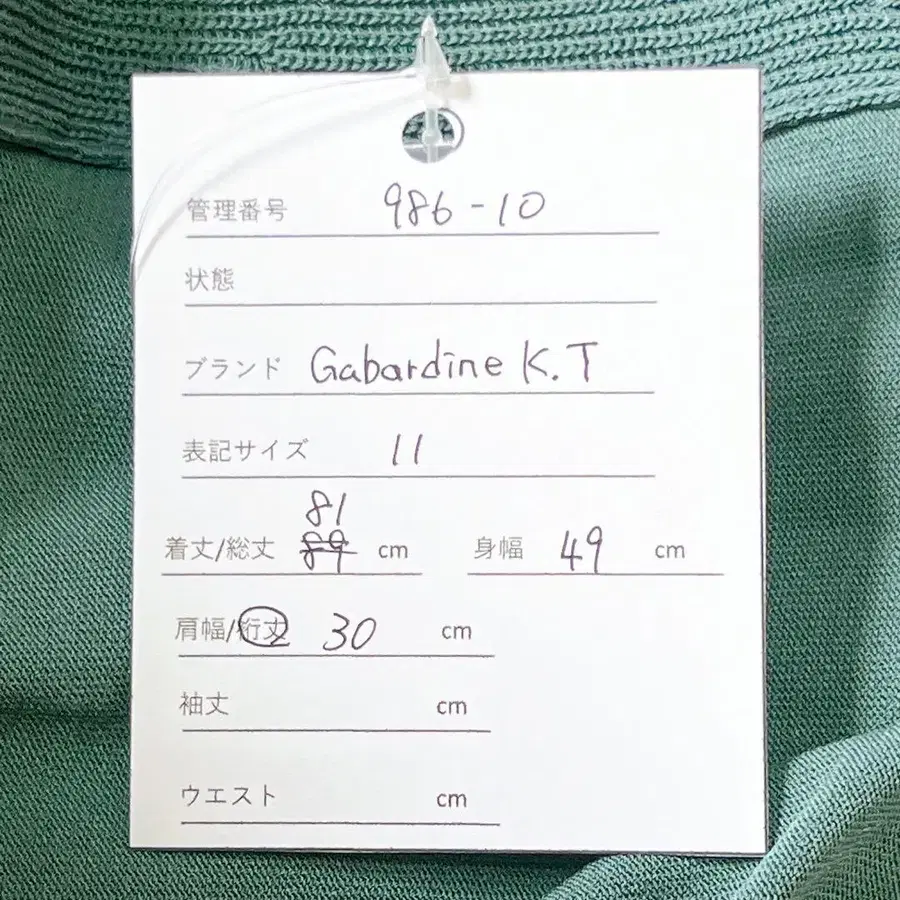 管理番号 986-10
状態
ブランド Gabardine K.T
表記サイズ 11
81
着丈/総丈 89 cm 身幅 49 cm
肩幅/裄丈 30 cm
袖丈 cm
ウエスト cm